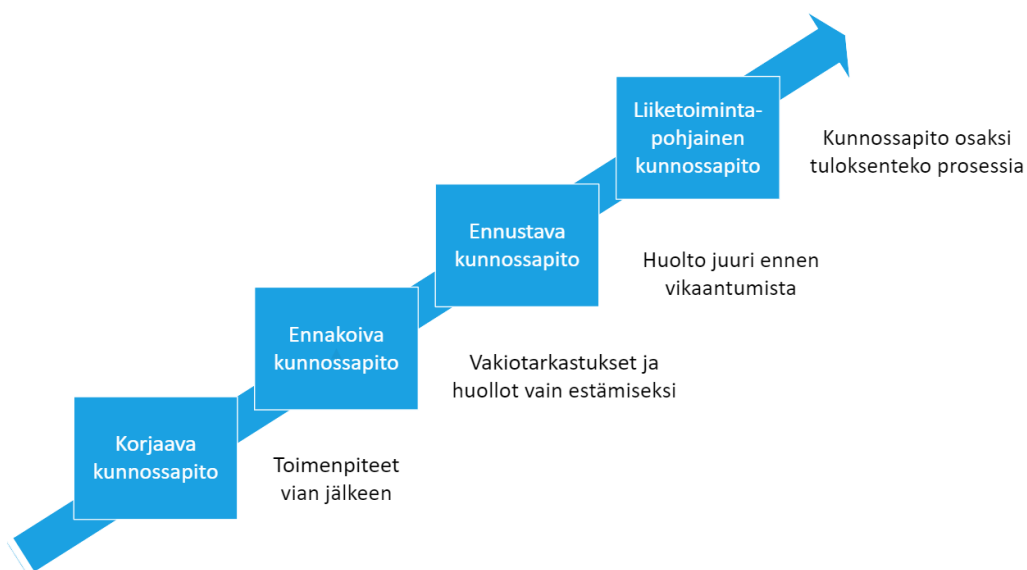 Liiketoiminta-
pohjainen
kunnossapito
Kunnossapito osaksi
tuloksenteko prosessia
Ennustava
kunnossapito
Huolto juuri ennen
vikaantumista
Ennakoiva
kunnossapito
Vakiotarkastukset ja
huollot vain estämiseksi
Korjaava
kunnossapito
Toimenpiteet
vian jälkeen